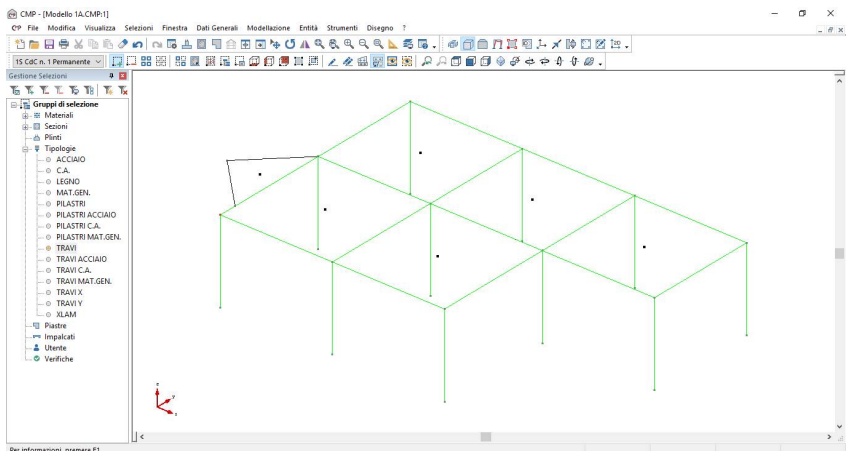 CMP - [Modello 1A.CMP:1]
File Modifica Visualizza Selezioni Finestra Dati Generali Modellazione Entità Strumenti Disegno ?
1S CdC n. 1 Permanente
Gestione Selezioni
Gruppi di selezione
Materiali
Sezioni
Plinti
Tipologie
ACCIAIO
C.A.
LEGNO
MAT.GEN.
PILASTRI
PILASTRI ACCIAIO
PILASTRI C.A.
PILASTRI MAT.GEN.
TRAVI
TRAVI ACCIAIO
TRAVI C.A.
TRAVI MAT.GEN.
TRAVI X
TRAVI Y
XLAM
Piastre
Impalcati
Utente
Verifiche
z
y
x
Per informazioni, premere F1